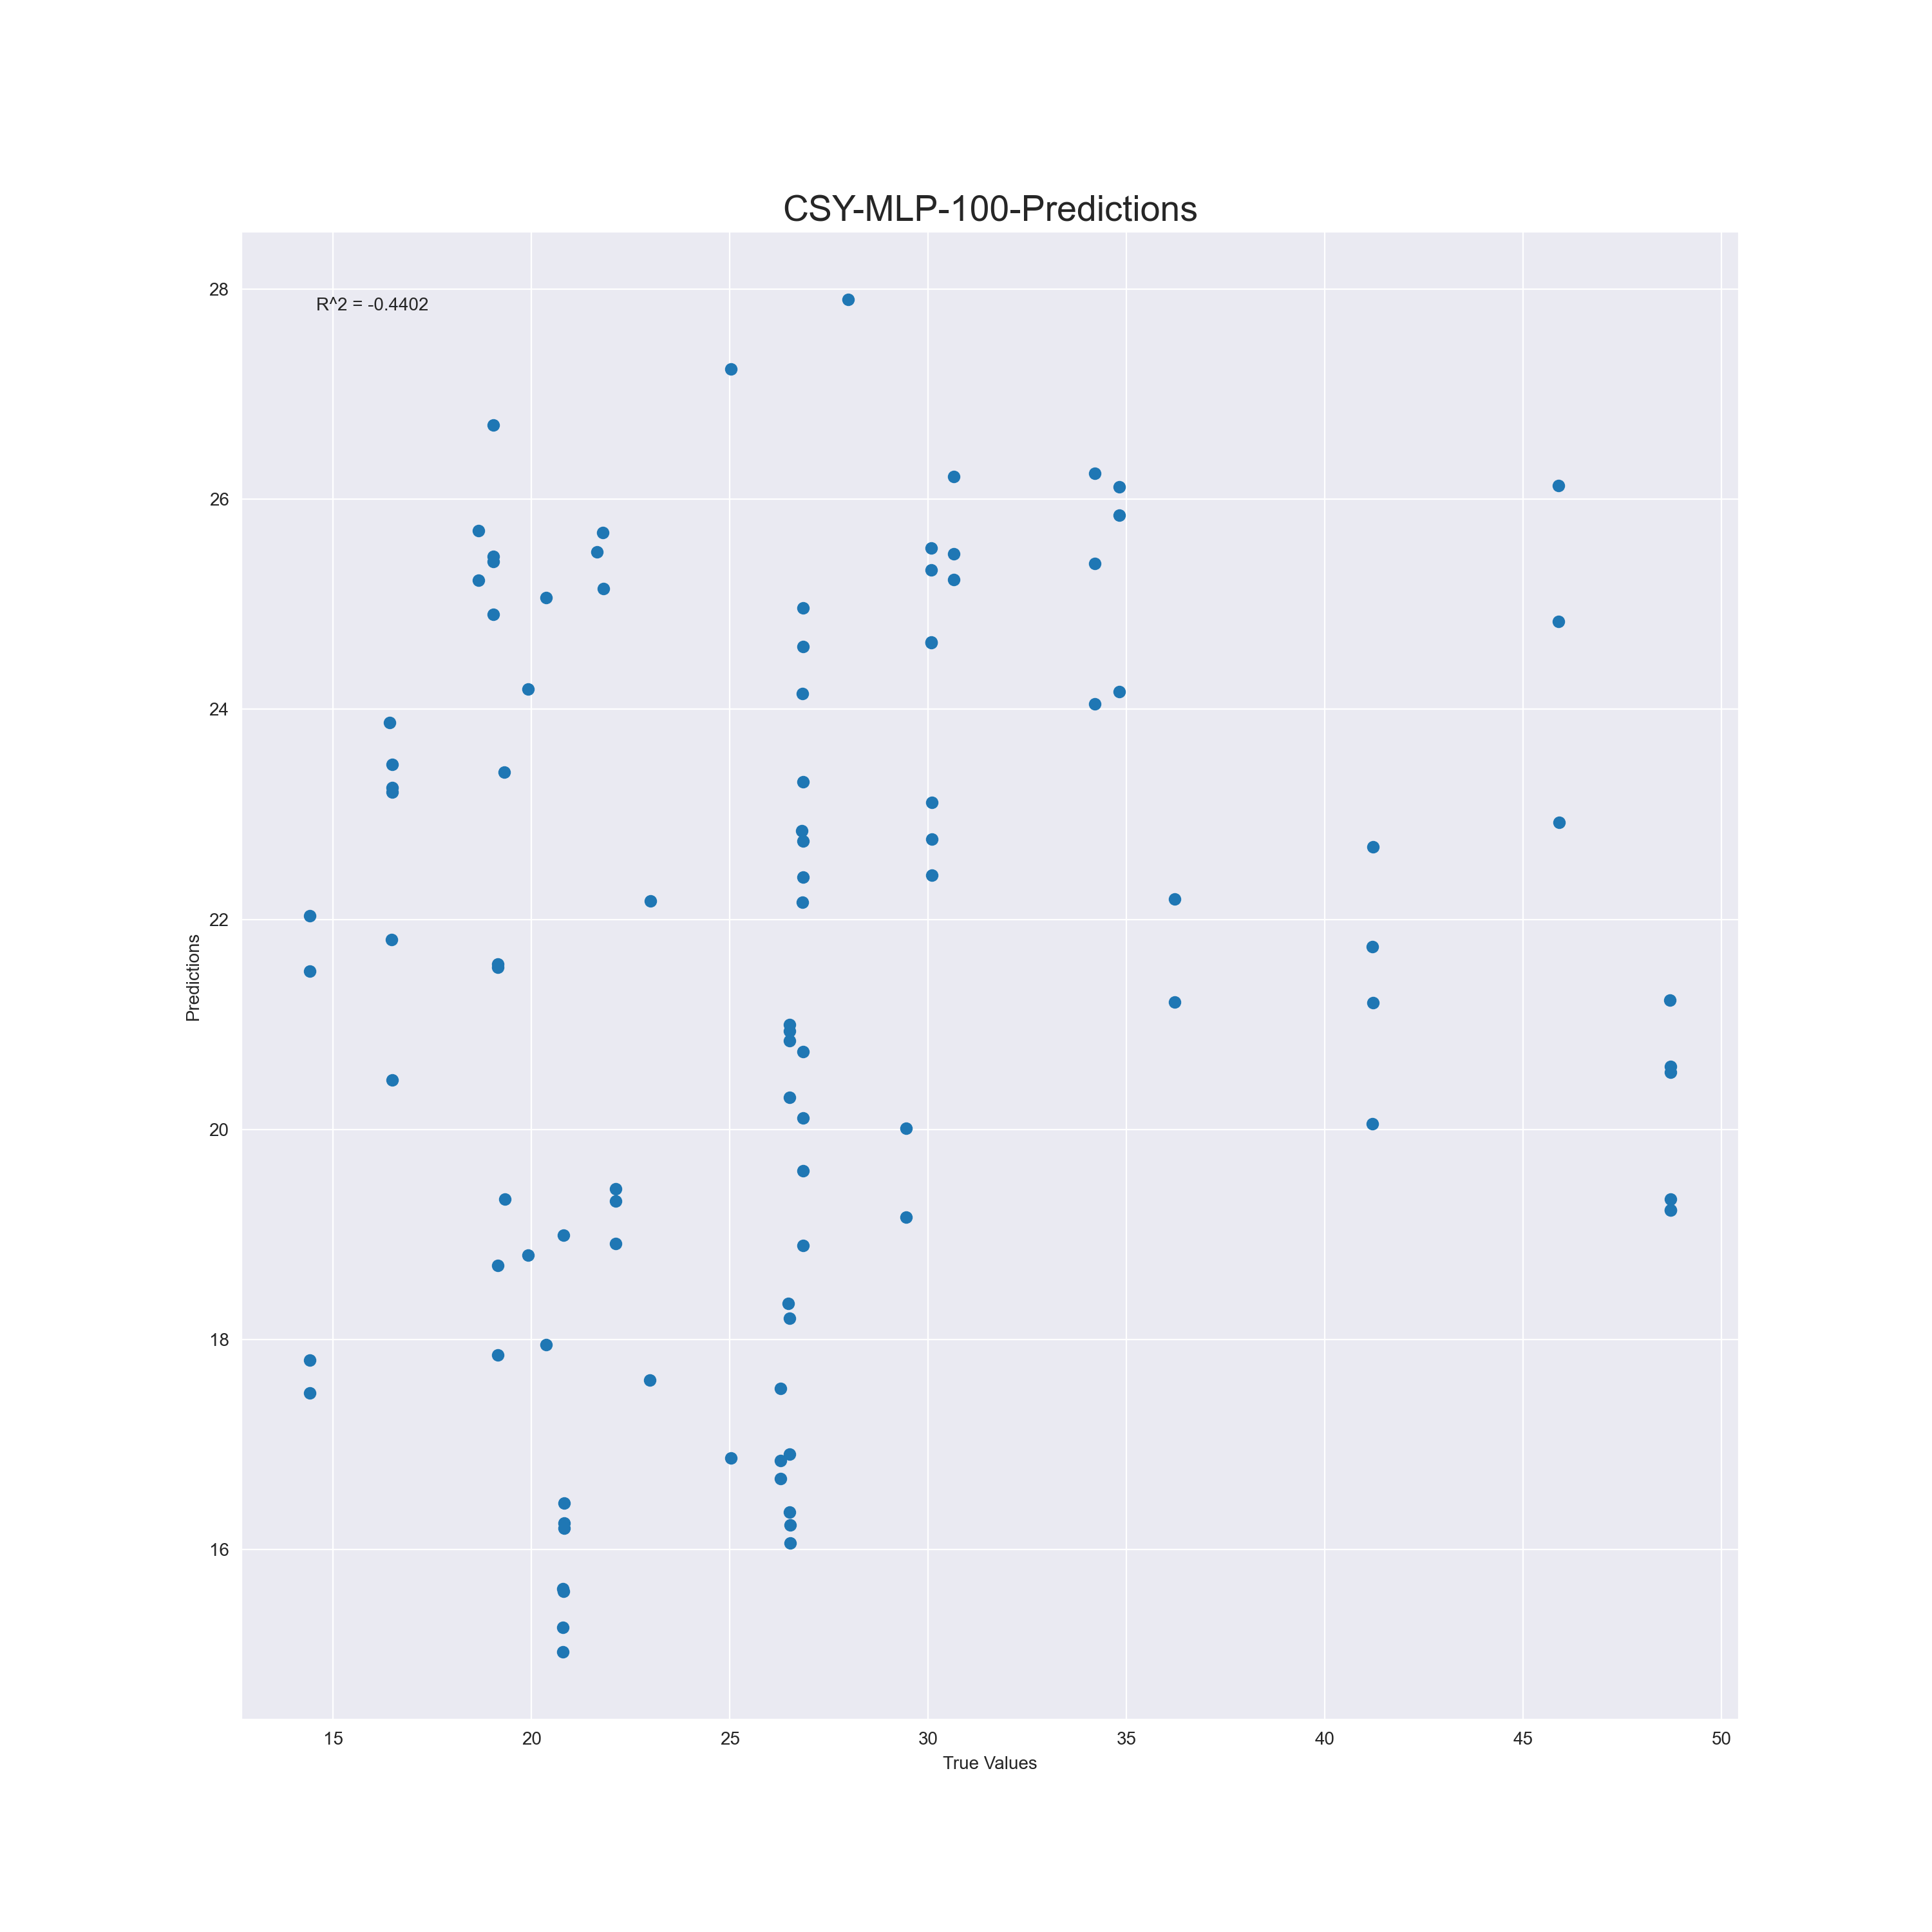 CSY-MLP-100-Predictions
R^2 = -0.4402
28
26
24
22
20
18
16
Predictions
15 20 25 30 35 40 45 50
True Values